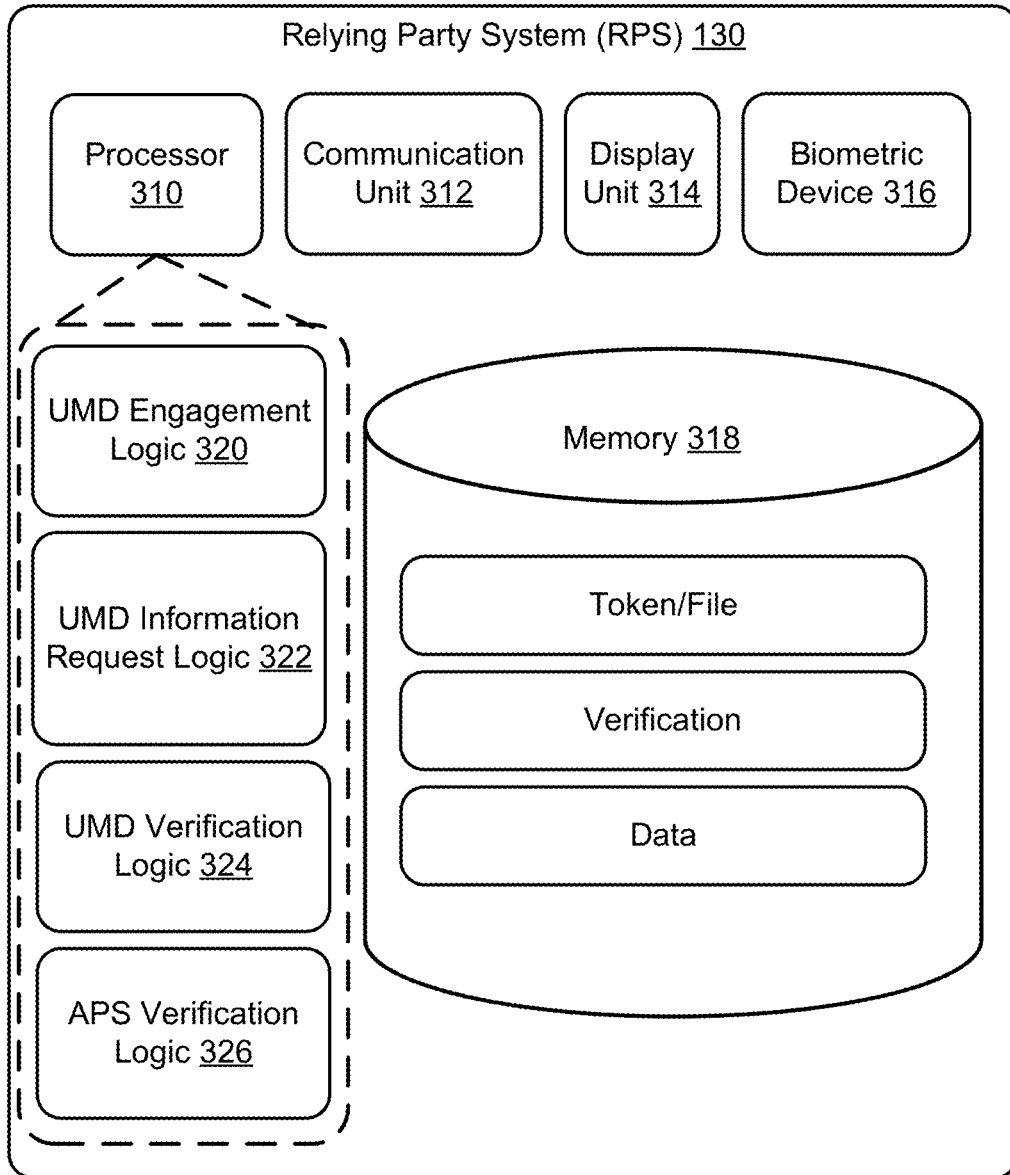 Relying Party System (RPS) 130
Processor
310
Communication
Unit 312
Display
Unit 314
Biometric
Device 316
UMD Engagement
Logic 320
UMD Information
Request Logic 322
UMD Verification
Logic 324
APS Verification
Logic 326
Memory 318
Token/File
Verification
Data